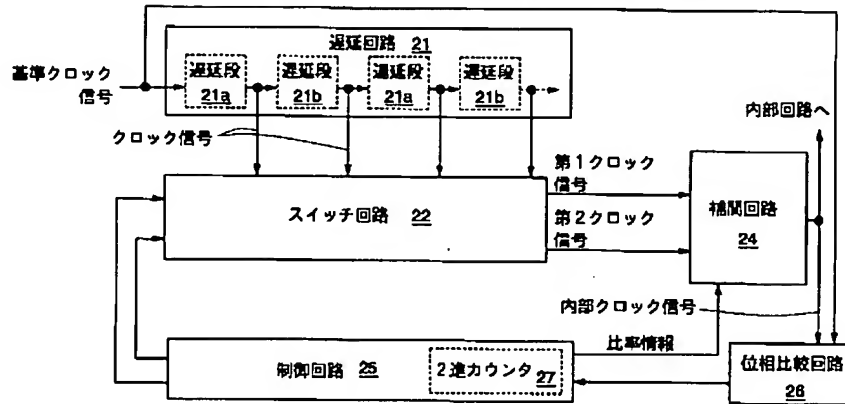 遅延回路 21
基準クロック
信号
遅延段
21a
遅延段
21b
遅延段
21a
遅延段
21b
クロック信号
内部回路へ
第1クロック
信号
スイッチ回路 22
第2クロック
信号
補間回路
24
内部クロック信号
比率情報
制御回路 25
2進カウンタ
27
位相比較回路
26